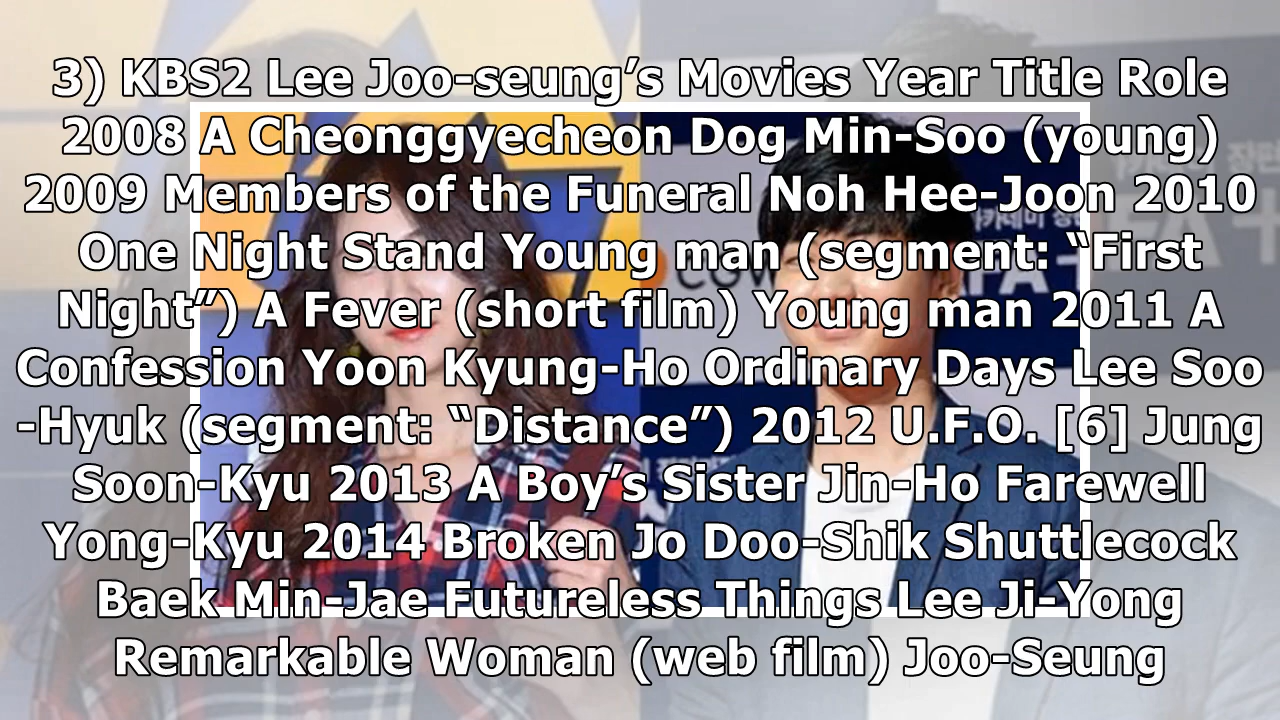 3) KBS2 Lee Joo-seung’s Movies Year Title Role
2008 A Cheonggyecheon Dog Min-Soo (young)
2009 Members of the Funeral Noh Hee-Joon 2010
One Night Stand Young man (segment: “First
Night”) A Fever (short film) Young man 2011 A
Confession Yoon Kyung-Ho Ordinary Days Lee Soo
-Hyuk (segment: “Distance”) 2012 U.F.O. [6] Jung
Soon-Kyu 2013 A Boy’s Sister Jin-Ho Farewell
Yong-Kyu 2014 Broken Jo Doo-Shik Shuttlecock
Baek Min-Jae Futureless Things Lee Ji-Yong
Remarkable Woman (web film) Joo-Seung